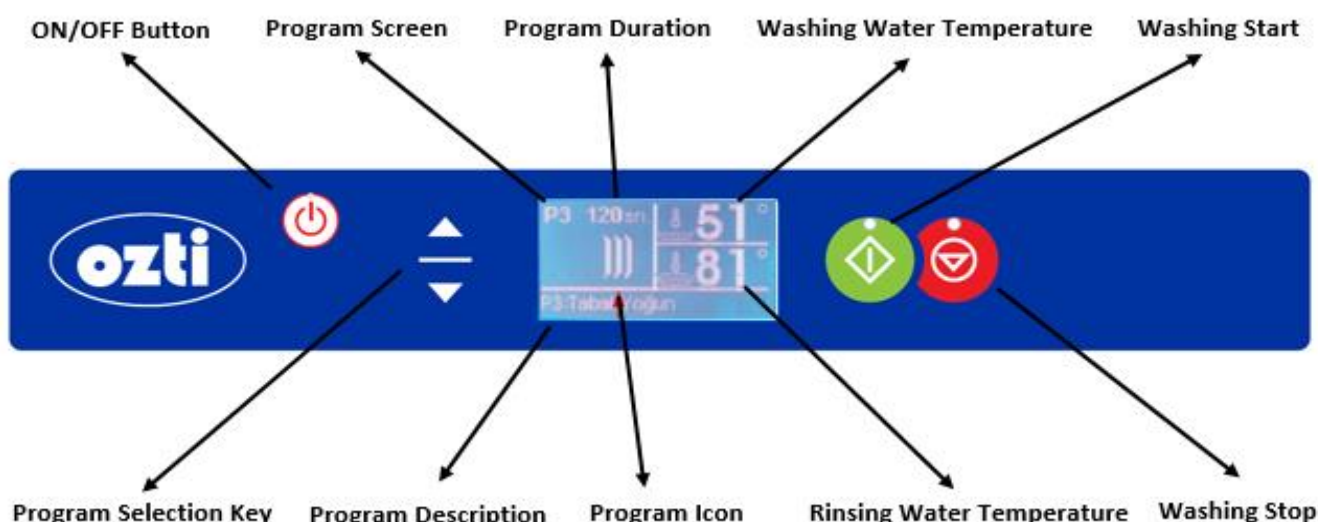 ON/OFF Button
Program Screen
Program Duration
Washing Water Temperature
Washing Start
ozti
P3 120sn.
51°
81°
P3:Tabak Yoğun
Program Selection Key
Program Description
Program Icon
Rinsing Water Temperature
Washing Stop